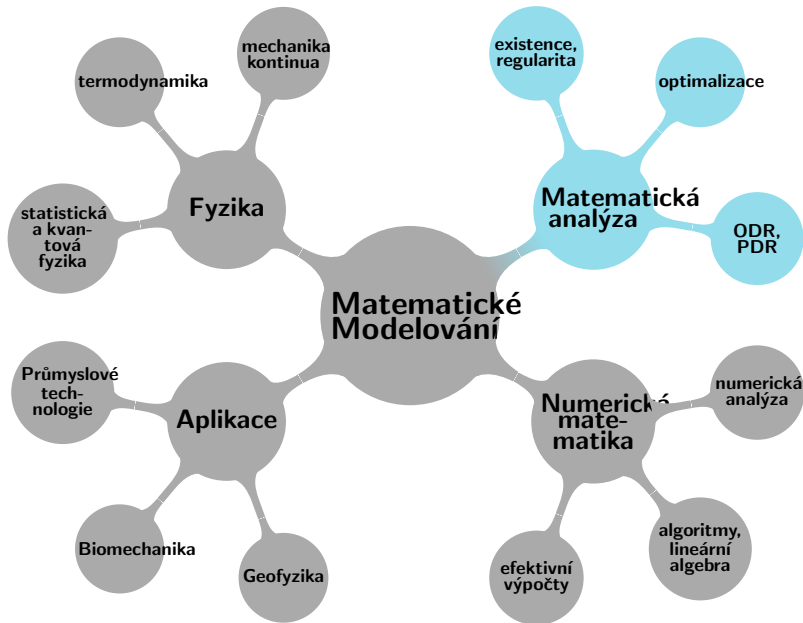 mechanika
kontinua
termodynamika
Fyzika
statistická
a kvan-
tová
fyzika
existence,
regularita
optimalizace
Matematická
analýza
ODR,
PDR
Matematické
Modelování
Průmyslové
tech-
nologie
Aplikace
Biomechanika
Geofyzika
Numerická
mate-
matika
numerická
analýza
algoritmy,
lineární
algebra
efektivní
výpočty